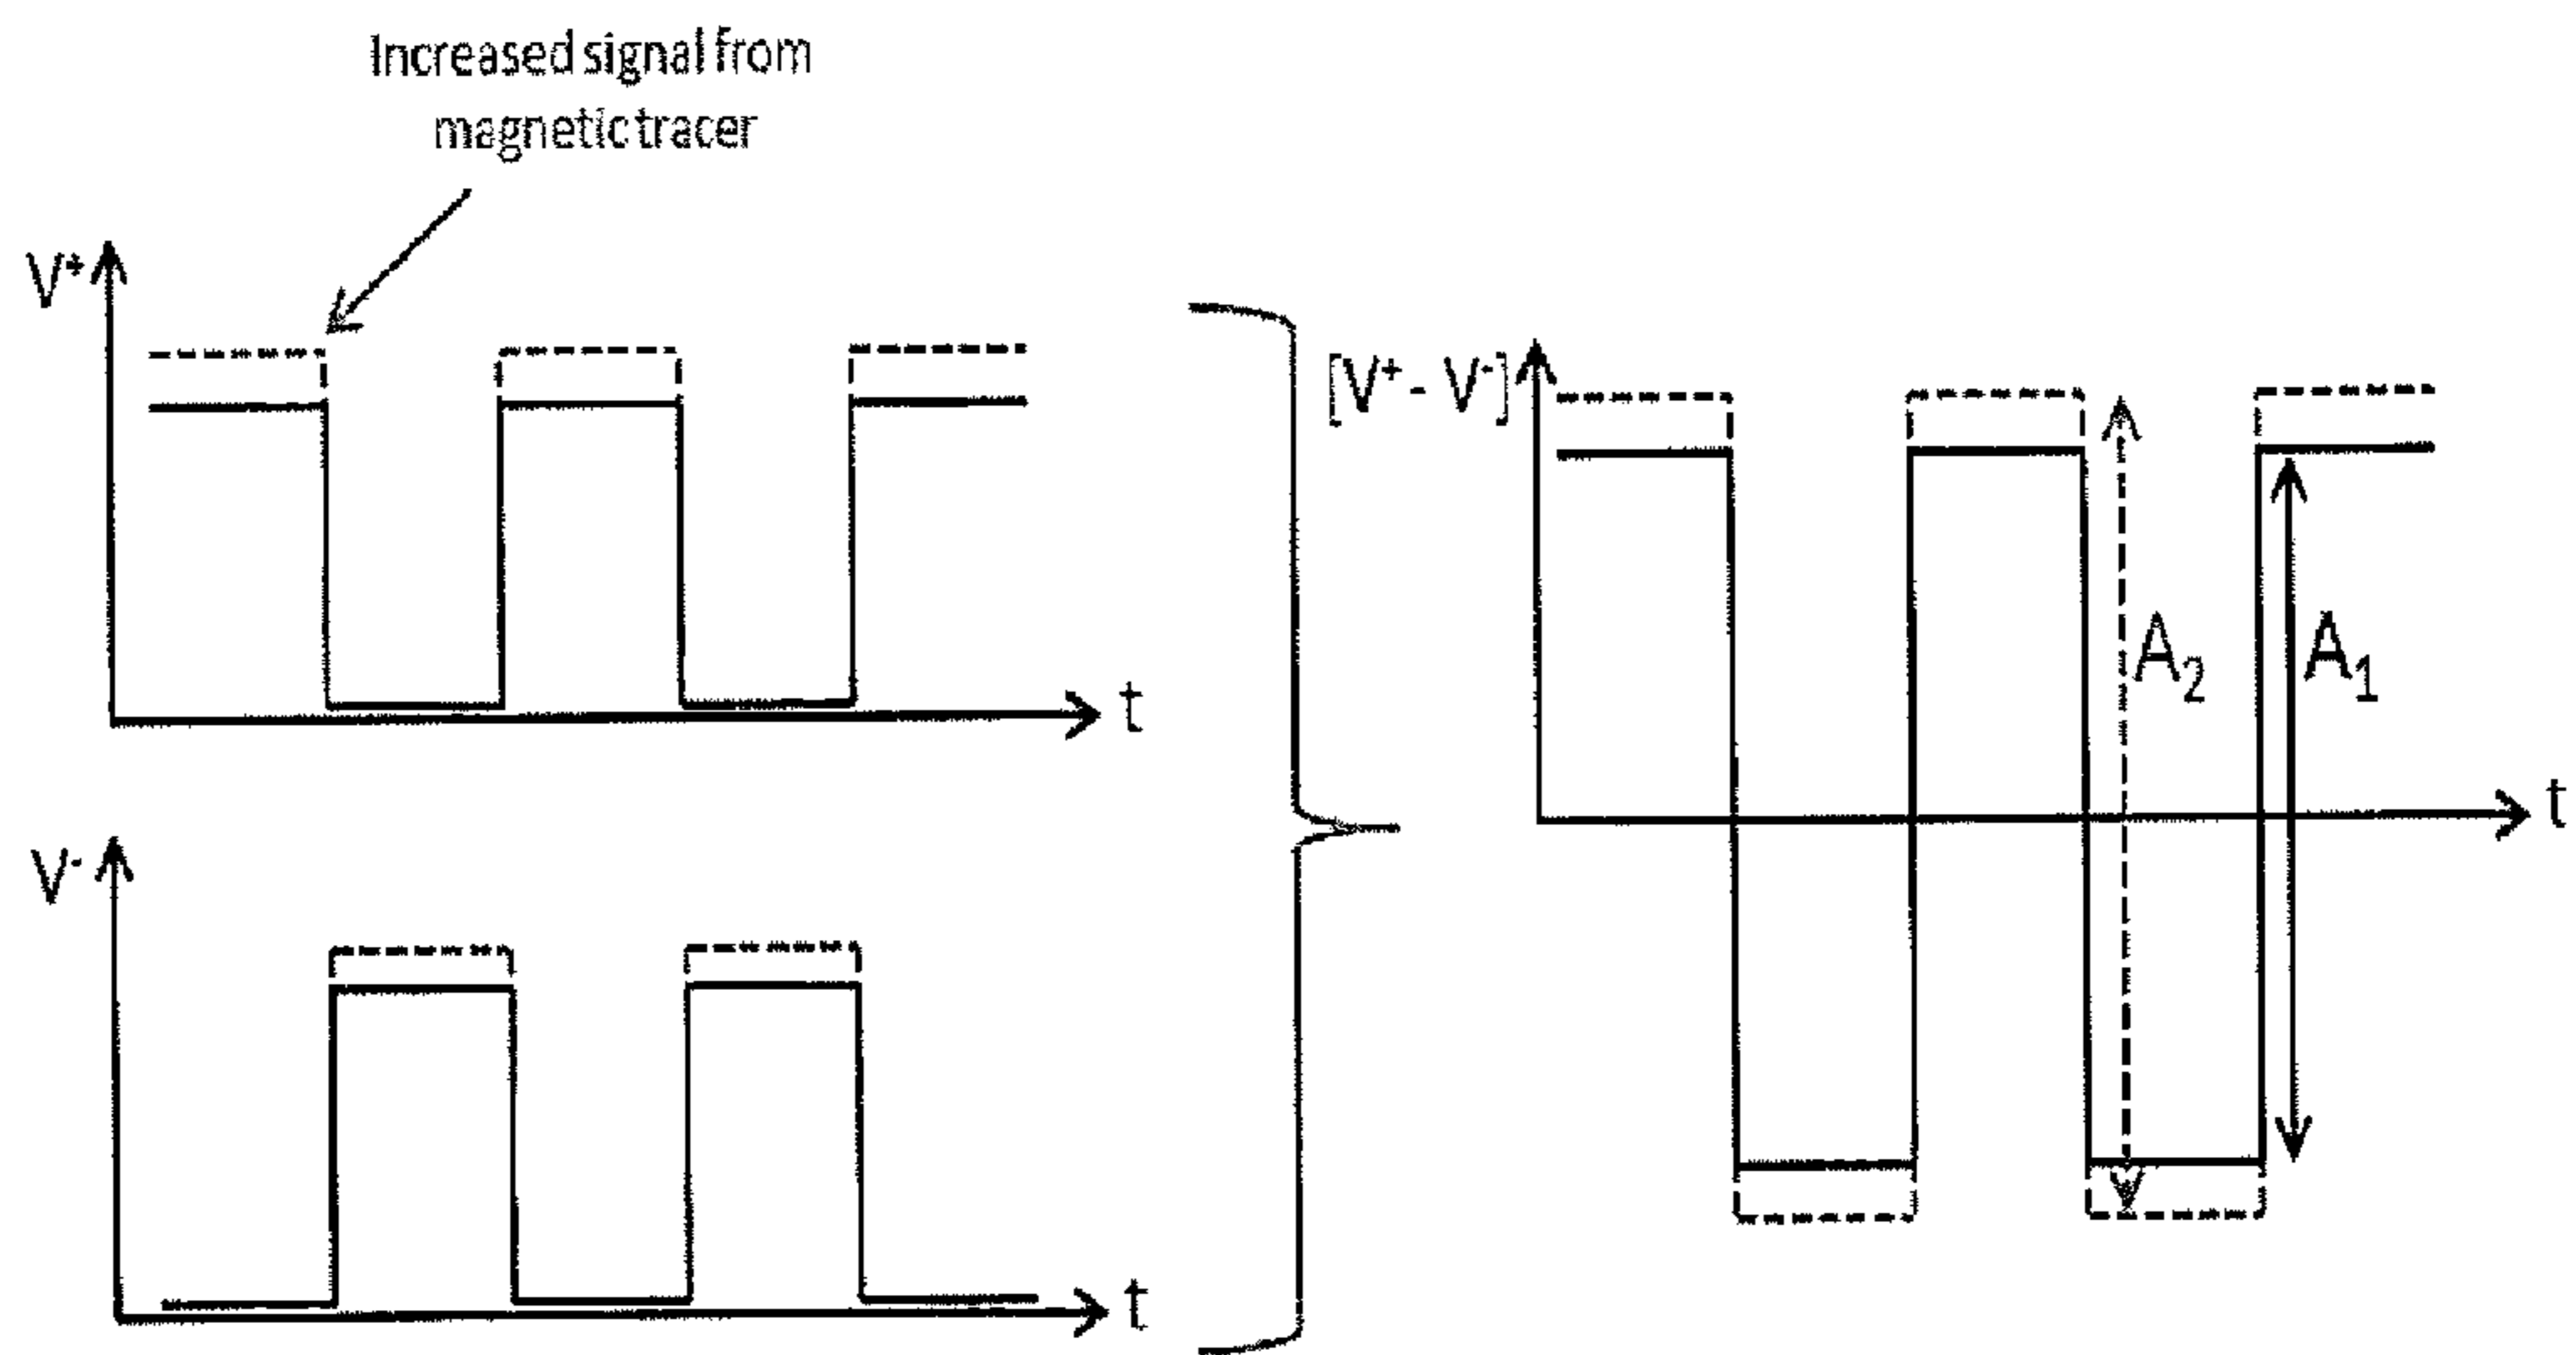 Increased signal from
magnetic tracer
V⁺
t
V⁻
t
[V⁺ - V⁻]
A₂
A₁
t